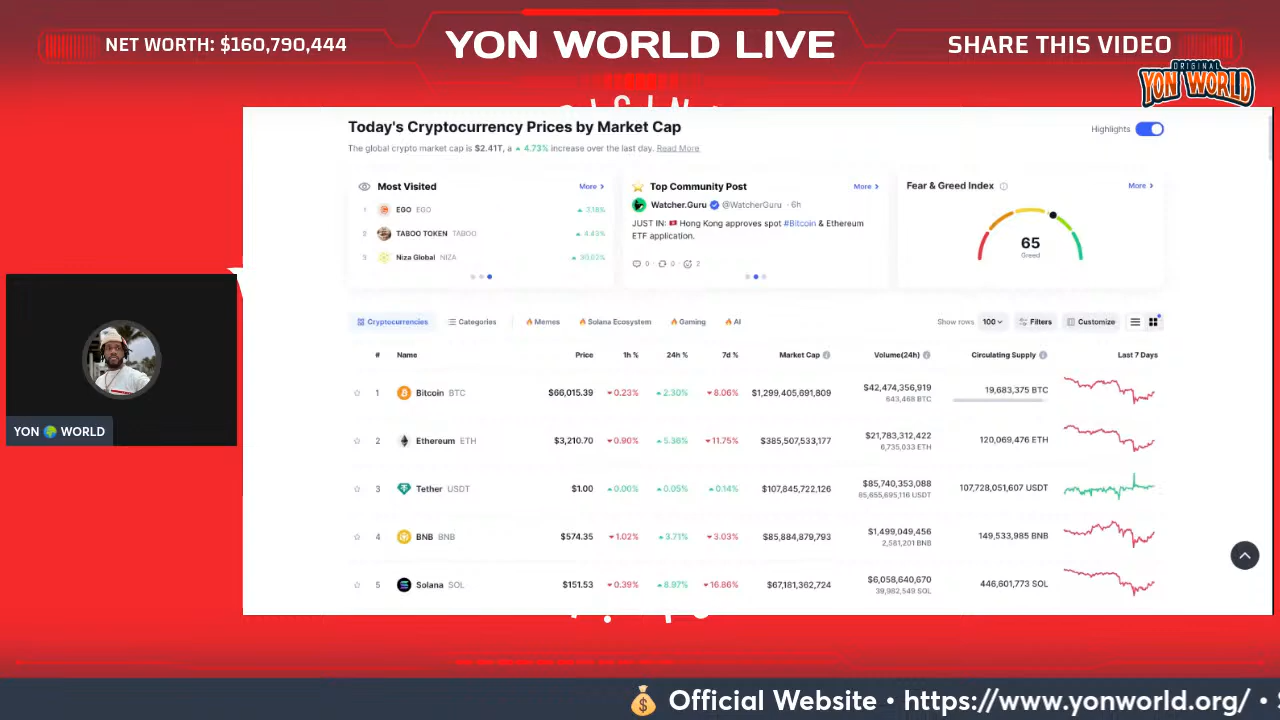 NET WORTH: $160,790,444
YON WORLD LIVE
SHARE THIS VIDEO
ORIGINAL
YON WORLD
Today's Cryptocurrency Prices by Market Cap
Highlights
The global crypto market cap is $2.41T, a 4.73% increase over the last day. Read More
Most Visited More
1 EGO EGO 7.18%
2 TABOO TOKEN TABOO 4.43%
3 Niza Global NIZA
Top Community Post More
Watcher.Guru @WatcherGuru · 6h
JUST IN: 🇭🇰 Hong Kong approves spot #Bitcoin & Ethereum
ETF application.
0 · 0 · 2
Fear & Greed Index More
65
Greed
Cryptocurrencies Categories Memes Solana Ecosystem Gaming AI Show rows 100 Filters Customize
# Name Price 1h % 24h % 7d % Market Cap Volume(24h) Circulating Supply Last 7 Days
1 Bitcoin BTC $66,015.39 0.23% 2.30% 8.06% $1,299,405,691,809 $42,474,356,919 19,683,375 BTC
643,468 BTC
2 Ethereum ETH $3,210.70 0.90% 5.36% 11.75% $385,507,533,177 $21,783,312,422 120,069,476 ETH
6,735,033 ETH
3 Tether USDT $1.00 0.00% 0.05% 0.14% $107,845,722,126 $85,740,353,088 107,728,051,607 USDT
85,655,695,116 USDT
4 BNB BNB $574.35 1.02% 3.71% 3.03% $85,884,879,793 $1,499,049,456 149,533,985 BNB
2,581,201 BNB
5 Solana SOL $151.53 0.39% 8.97% 16.86% $67,181,362,724 $6,058,640,670 446,601,773 SOL
39,982,549 SOL
YON 🌍 WORLD
💰 Official Website • https://www.yonworld.org/ •